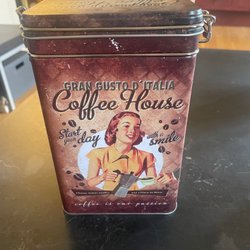 GRAN GUSTO D'ITALIA
Coffee House
Start your day
with a smile
coffee is our passion